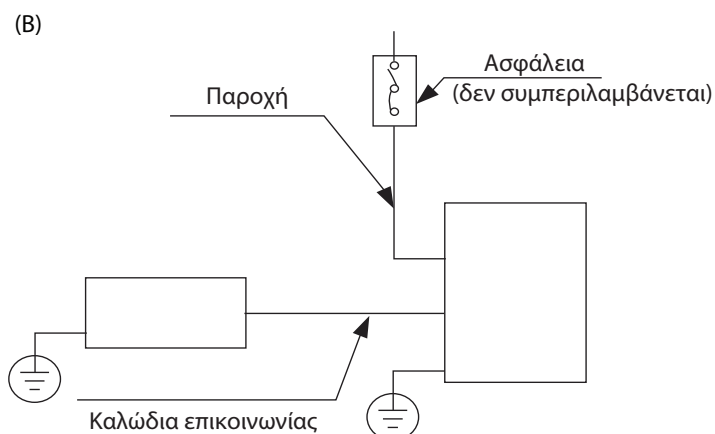 (B)
Ασφάλεια
(δεν συμπεριλαμβάνεται)
Παροχή
Καλώδια επικοινωνίας